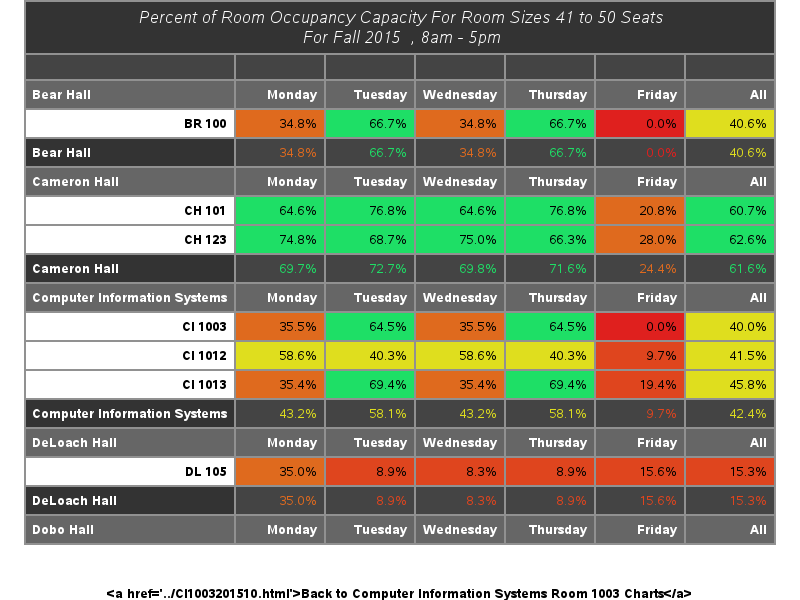 Percent of Room Occupancy Capacity For Room Sizes 41 to 50 Seats
For Fall 2015 , 8am - 5pm
Bear Hall Monday Tuesday Wednesday Thursday Friday All
BR 100 34.8% 66.7% 34.8% 66.7% 0.0% 40.6%
Bear Hall 34.8% 66.7% 34.8% 66.7% 0.0% 40.6%
Cameron Hall Monday Tuesday Wednesday Thursday Friday All
CH 101 64.6% 76.8% 64.6% 76.8% 20.8% 60.7%
CH 123 74.8% 68.7% 75.0% 66.3% 28.0% 62.6%
Cameron Hall 69.7% 72.7% 69.8% 71.6% 24.4% 61.6%
Computer Information Systems Monday Tuesday Wednesday Thursday Friday All
CI 1003 35.5% 64.5% 35.5% 64.5% 0.0% 40.0%
CI 1012 58.6% 40.3% 58.6% 40.3% 9.7% 41.5%
CI 1013 35.4% 69.4% 35.4% 69.4% 19.4% 45.8%
Computer Information Systems 43.2% 58.1% 43.2% 58.1% 9.7% 42.4%
DeLoach Hall Monday Tuesday Wednesday Thursday Friday All
DL 105 35.0% 8.9% 8.3% 8.9% 15.6% 15.3%
DeLoach Hall 35.0% 8.9% 8.3% 8.9% 15.6% 15.3%
Dobo Hall Monday Tuesday Wednesday Thursday Friday All
<a href='../CI1003201510.html'>Back to Computer Information Systems Room 1003 Charts</a>